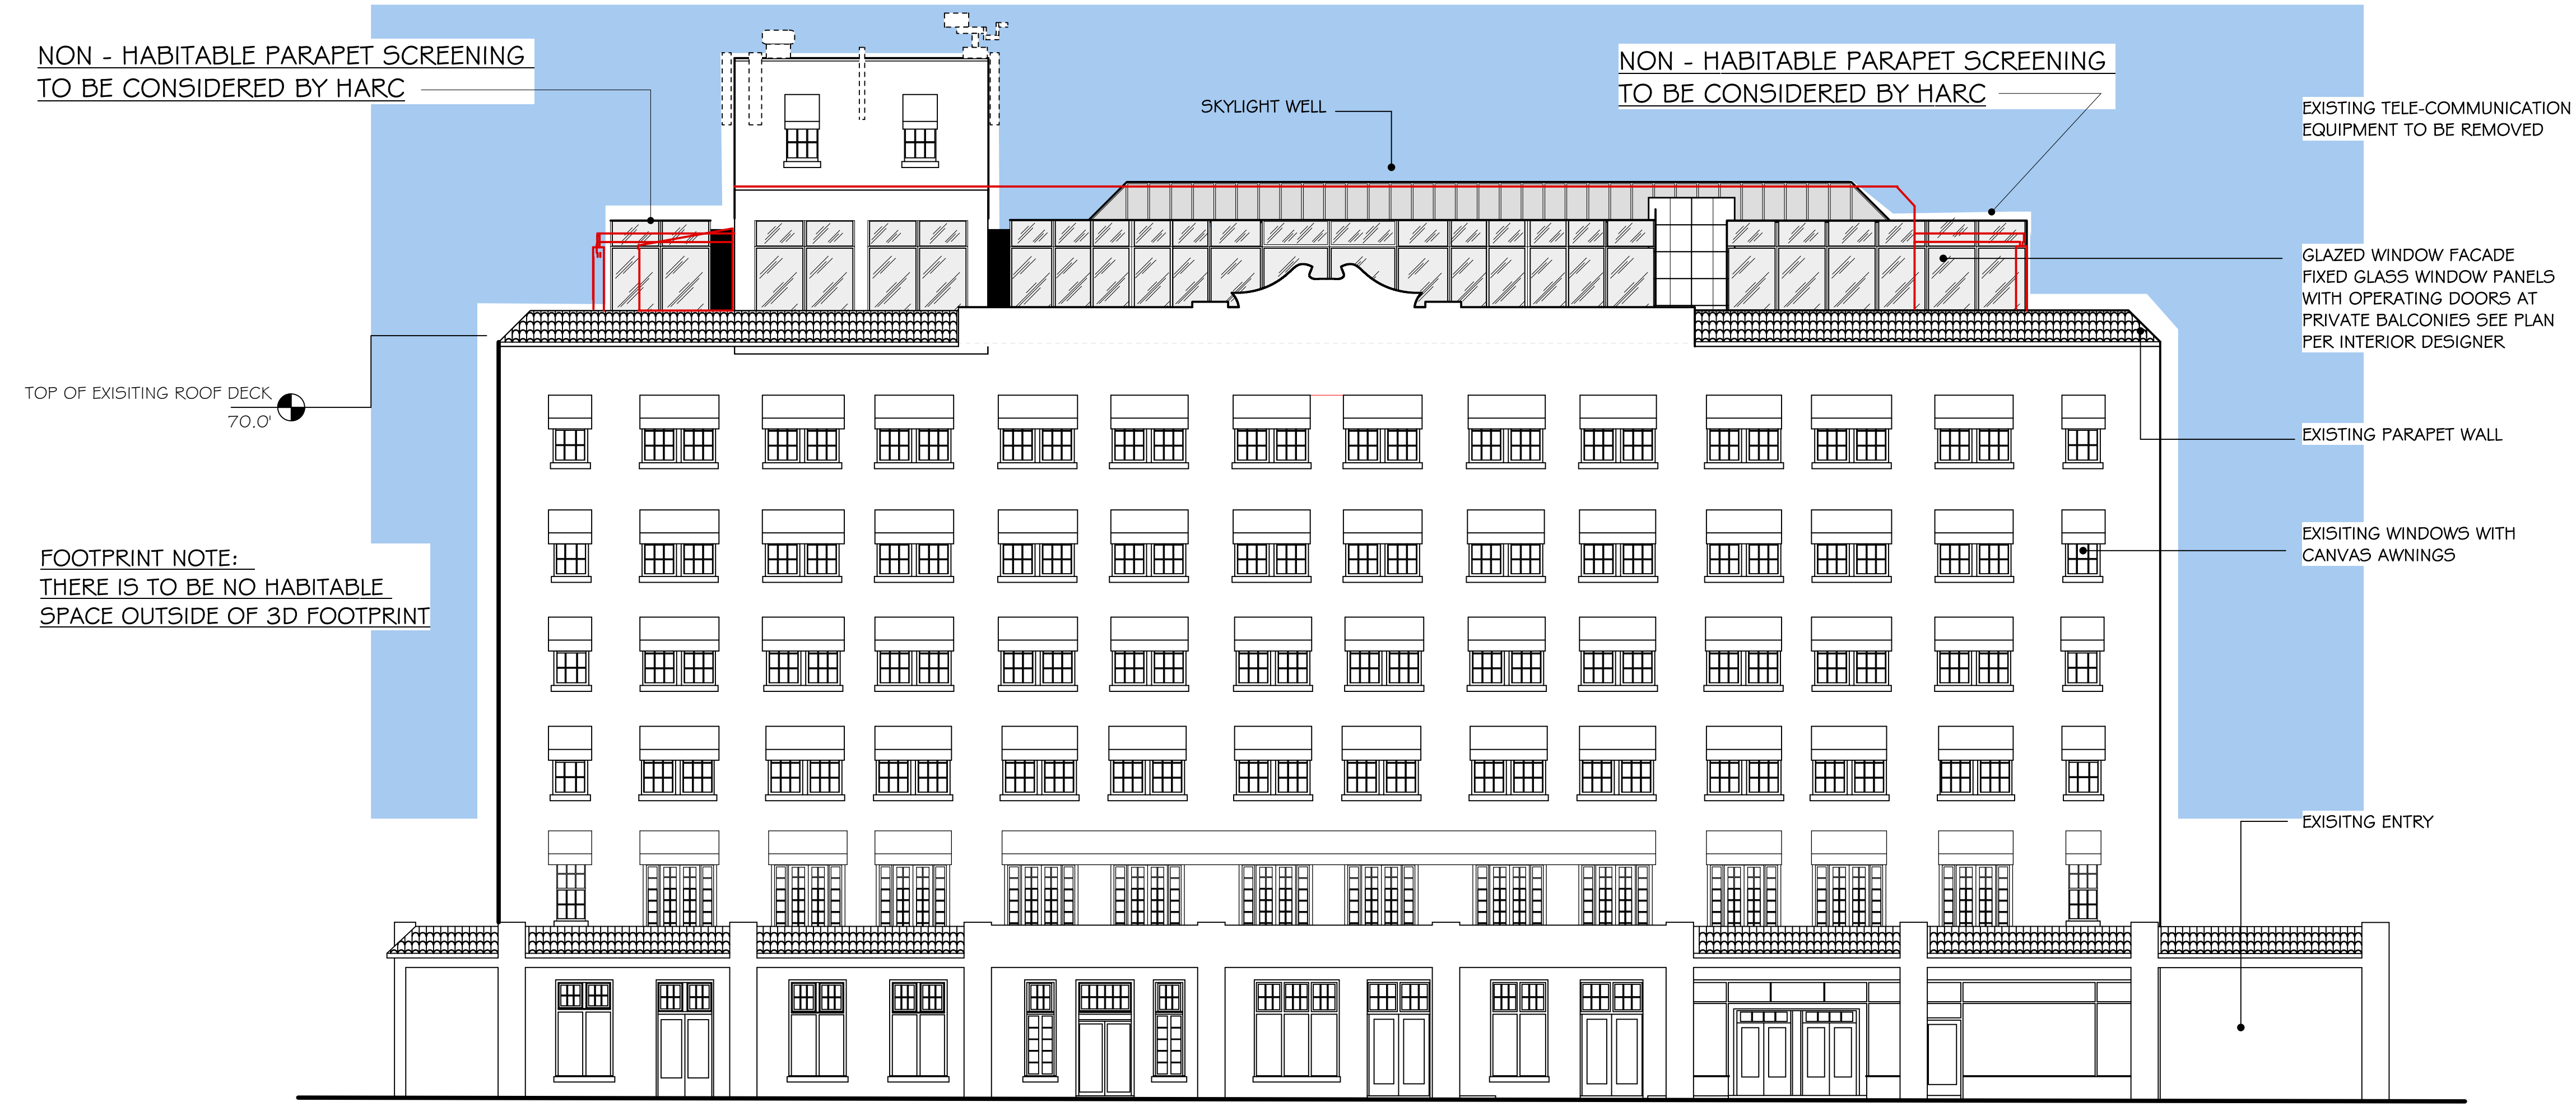 NON - HABITABLE PARAPET SCREENING
TO BE CONSIDERED BY HARC
NON - HABITABLE PARAPET SCREENING
TO BE CONSIDERED BY HARC
SKYLIGHT WELL
EXISTING TELE-COMMUNICATION
EQUIPMENT TO BE REMOVED
GLAZED WINDOW FACADE
FIXED GLASS WINDOW PANELS
WITH OPERATING DOORS AT
PRIVATE BALCONIES SEE PLAN
PER INTERIOR DESIGNER
TOP OF EXISITING ROOF DECK
70.0'
EXISTING PARAPET WALL
FOOTPRINT NOTE:
THERE IS TO BE NO HABITABLE
SPACE OUTSIDE OF 3D FOOTPRINT
EXISITING WINDOWS WITH
CANVAS AWNINGS
EXISITNG ENTRY